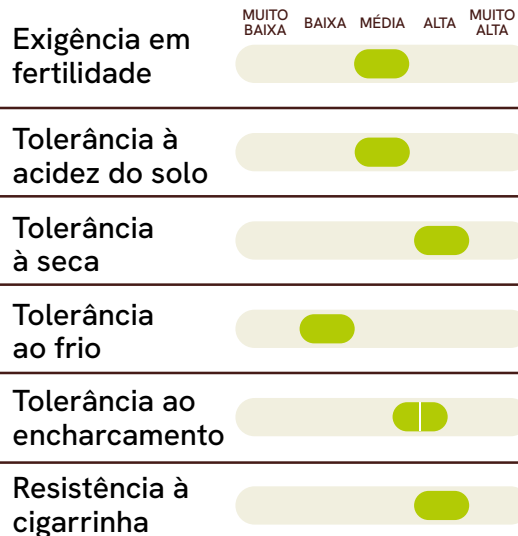 MUITO BAIXA BAIXA MÉDIA ALTA MUITO ALTA
Exigência em
fertilidade
Tolerância à
acidez do solo
Tolerância
à seca
Tolerância
ao frio
Tolerância ao
encharcamento
Resistência à
cigarrinha